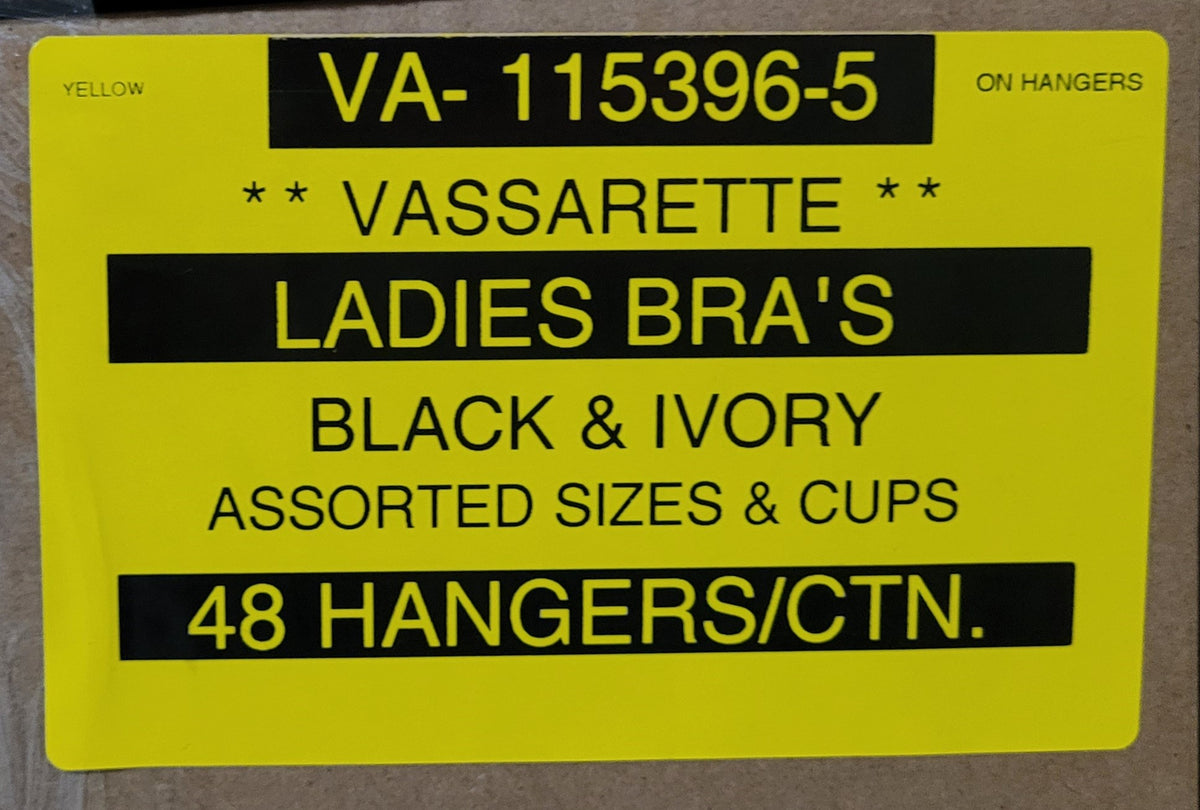 YELLOW
VA- 115396-5
ON HANGERS
** VASSARETTE **
LADIES BRA'S
BLACK & IVORY
ASSORTED SIZES & CUPS
48 HANGERS/CTN.